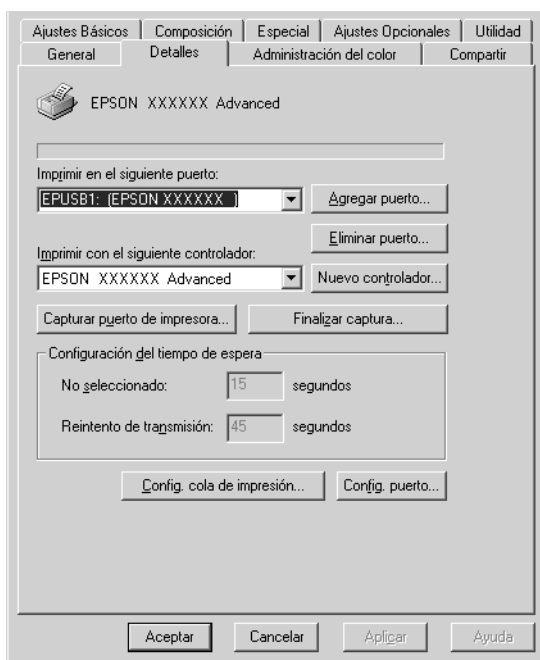 Ajustes Básicos Composición Especial Ajustes Opcionales Utilidad
General Detalles Administración del color Compartir
EPSON XXXXXX Advanced
Imprimir en el siguiente puerto:
EPUSB1: (EPSON XXXXXX ) Agregar puerto...
Eliminar puerto...
Imprimir con el siguiente controlador:
EPSON XXXXXX Advanced Nuevo controlador...
Capturar puerto de impresora... Finalizar captura...
Configuración del tiempo de espera
No seleccionado: 15 segundos
Reintento de transmisión: 45 segundos
Config. cola de impresión... Config. puerto...
Aceptar Cancelar Aplicar Ayuda